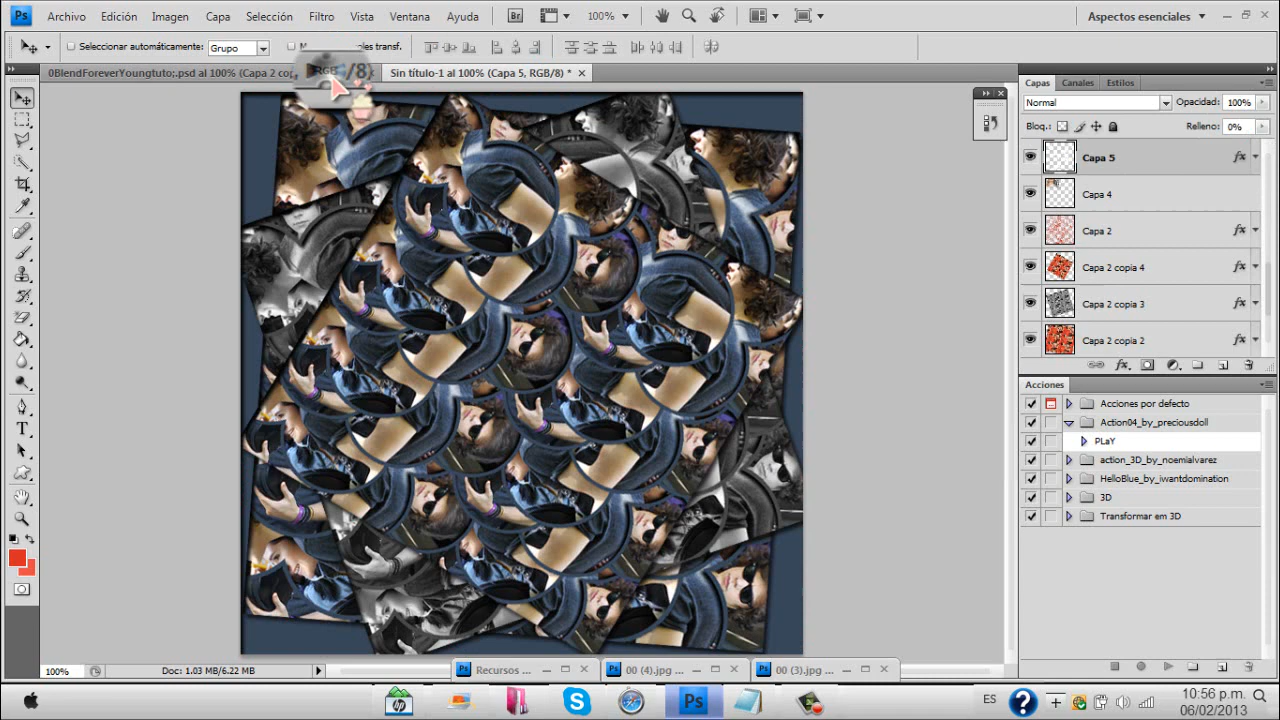 Ps Archivo Edición Imagen Capa Selección Filtro Vista Ventana Ayuda Br 100% Aspectos esenciales
Seleccionar automáticamente: Grupo transf.
0BlendForeverYoungtuto;.psd al 100% (Capa 2 RGB/8)
Sin título-1 al 100% (Capa 5, RGB/8) *
Capas Canales Estilos
Normal Opacidad: 100%
Bloq.: Relleno: 0%
Capa 5 fx
Capa 4
Capa 2 fx
Capa 2 copia 4 fx
Capa 2 copia 3 fx
Capa 2 copia 2 fx
Acciones
Acciones por defecto
Action04_by_preciousdoll
PLaY
action_3D_by_noemialvarez
HelloBlue_by_iwantdomination
3D
Transformar em 3D
100% Doc: 1.03 MB/6.22 MB
Ps Recursos ...
Ps 00 (4).jpg ...
Ps 00 (3).jpg ...
hp Ps ES 10:56 p.m.
06/02/2013